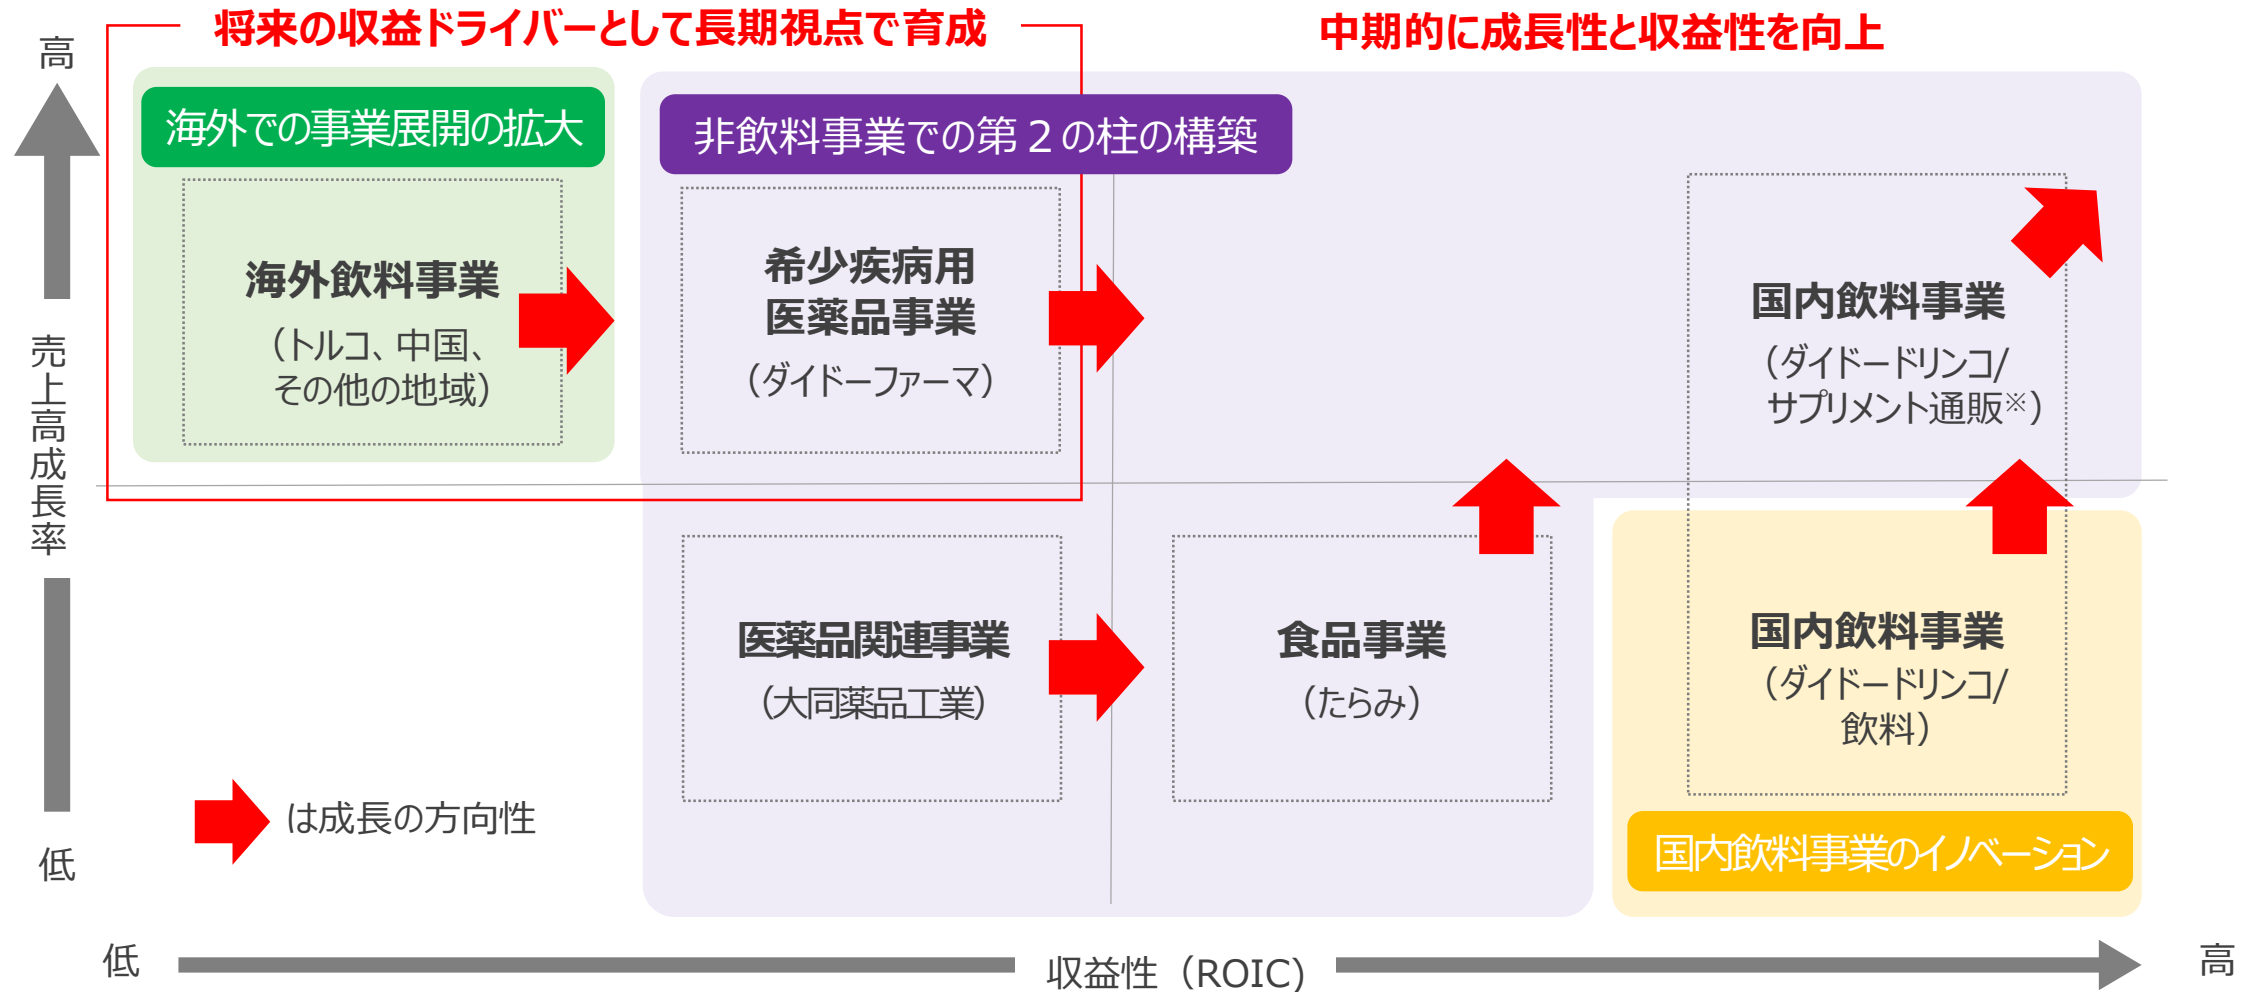 将来の収益ドライバーとして長期視点で育成
中期的に成長性と収益性を向上
高
売上高成長率
低
海外での事業展開の拡大
非飲料事業での第２の柱の構築
海外飲料事業
（トルコ、中国、
その他の地域）
希少疾病用
医薬品事業
（ダイドーファーマ）
国内飲料事業
（ダイドードリンコ/
サプリメント通販※）
医薬品関連事業
（大同薬品工業）
食品事業
（たらみ）
国内飲料事業
（ダイドードリンコ/
飲料）
国内飲料事業のイノベーション
は成長の方向性
低
収益性（ROIC)
高